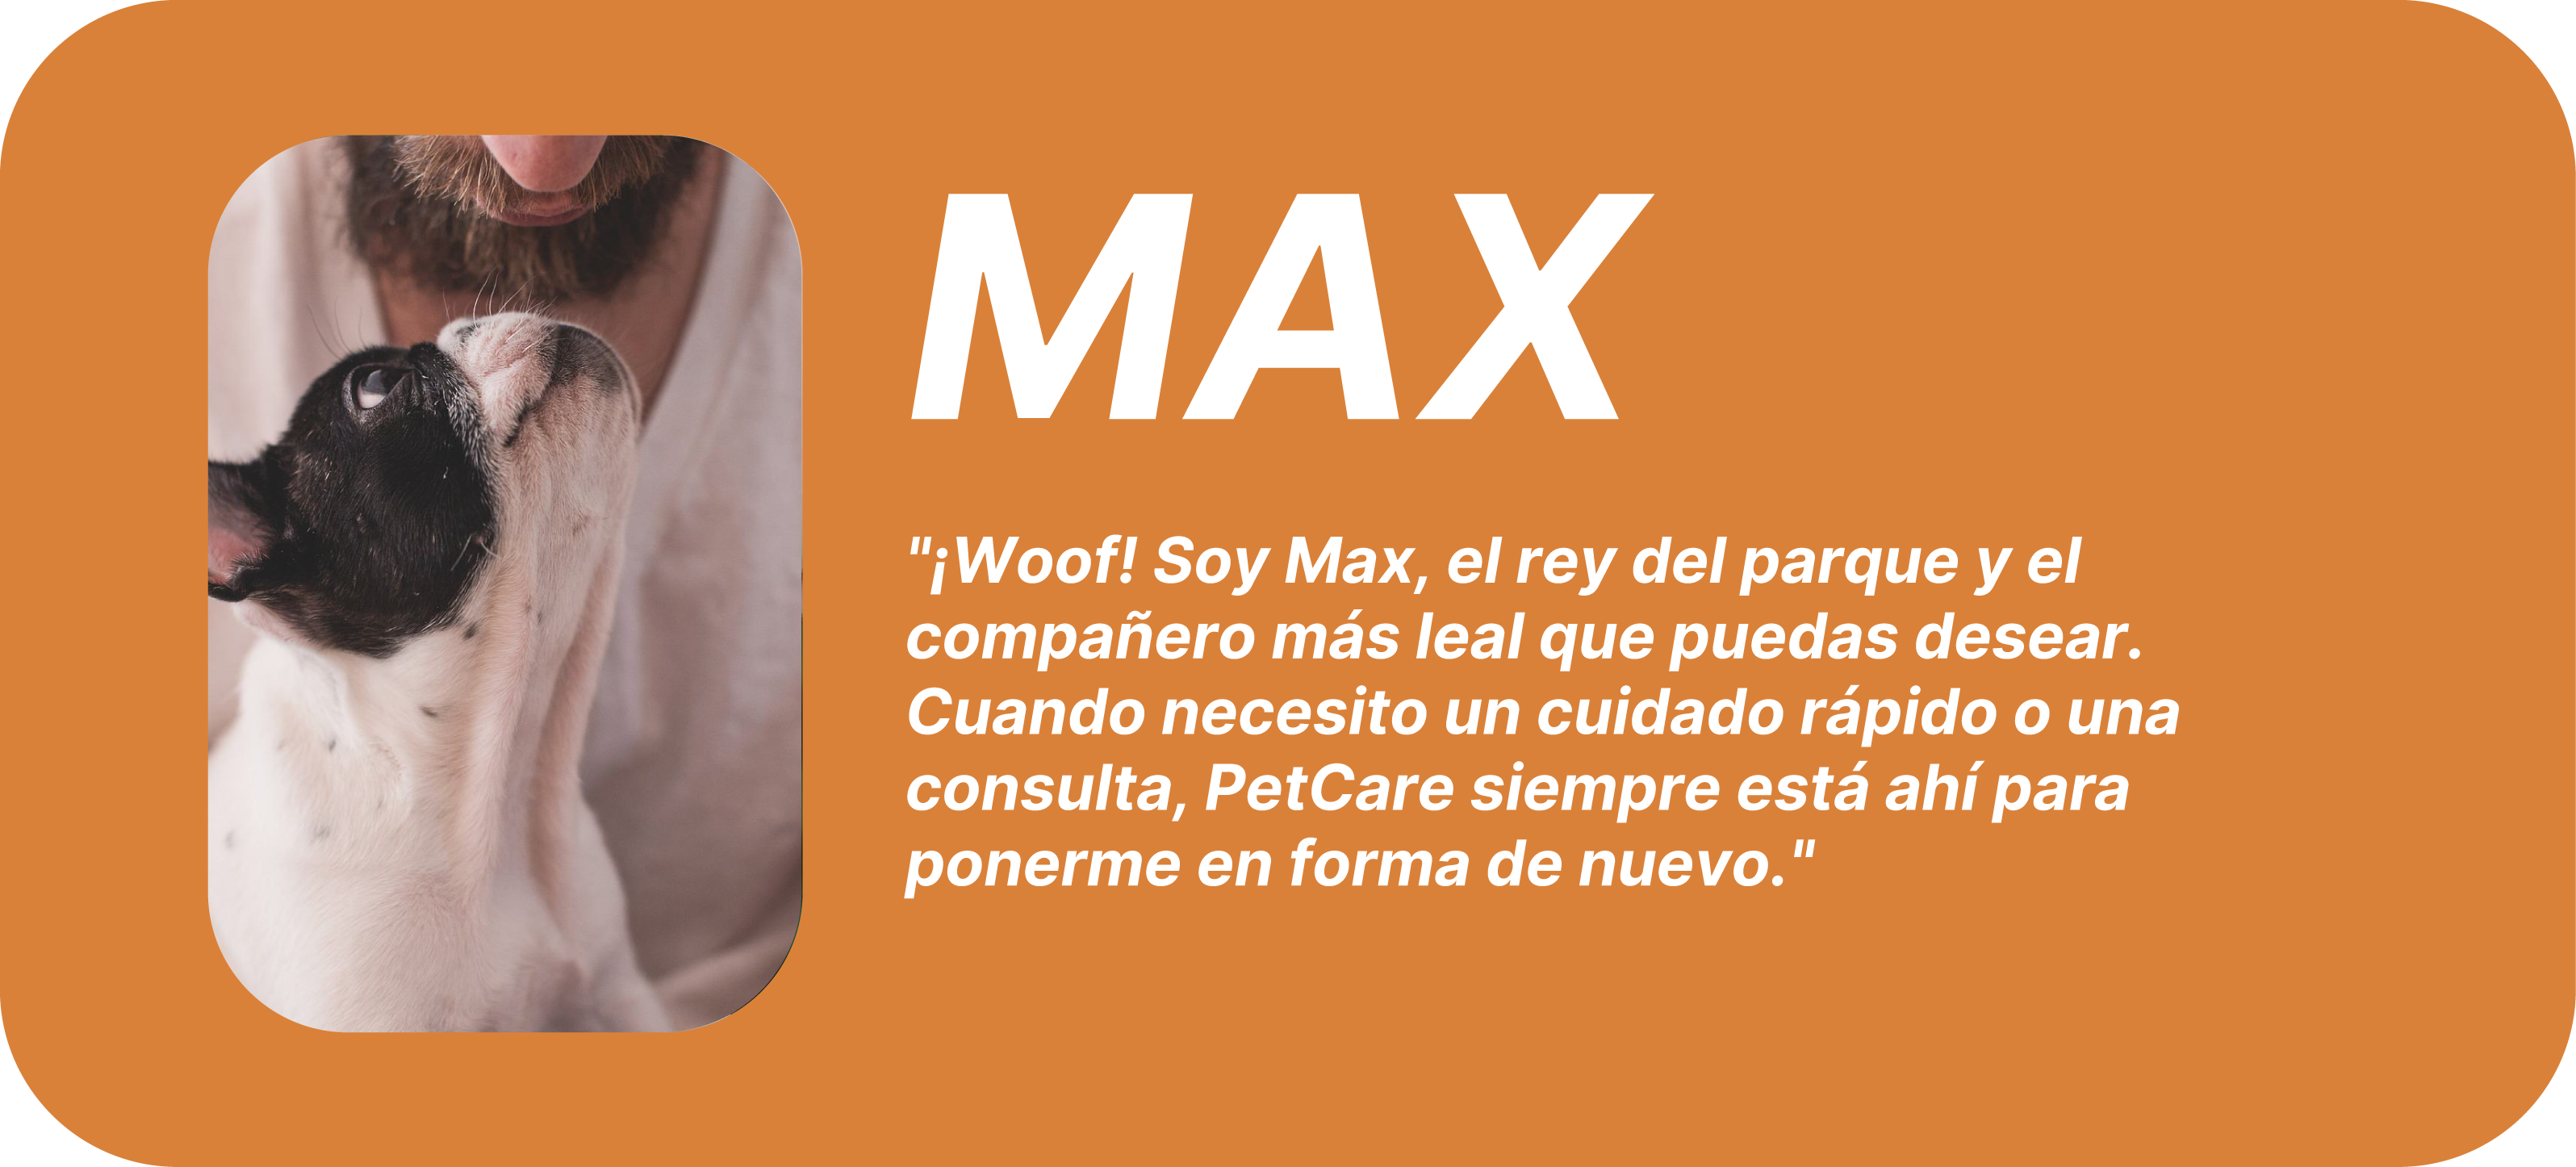 MAX
"¡Woof! Soy Max, el rey del parque y el
compañero más leal que puedas desear.
Cuando necesito un cuidado rápido o una
consulta, PetCare siempre está ahí para
ponerme en forma de nuevo."